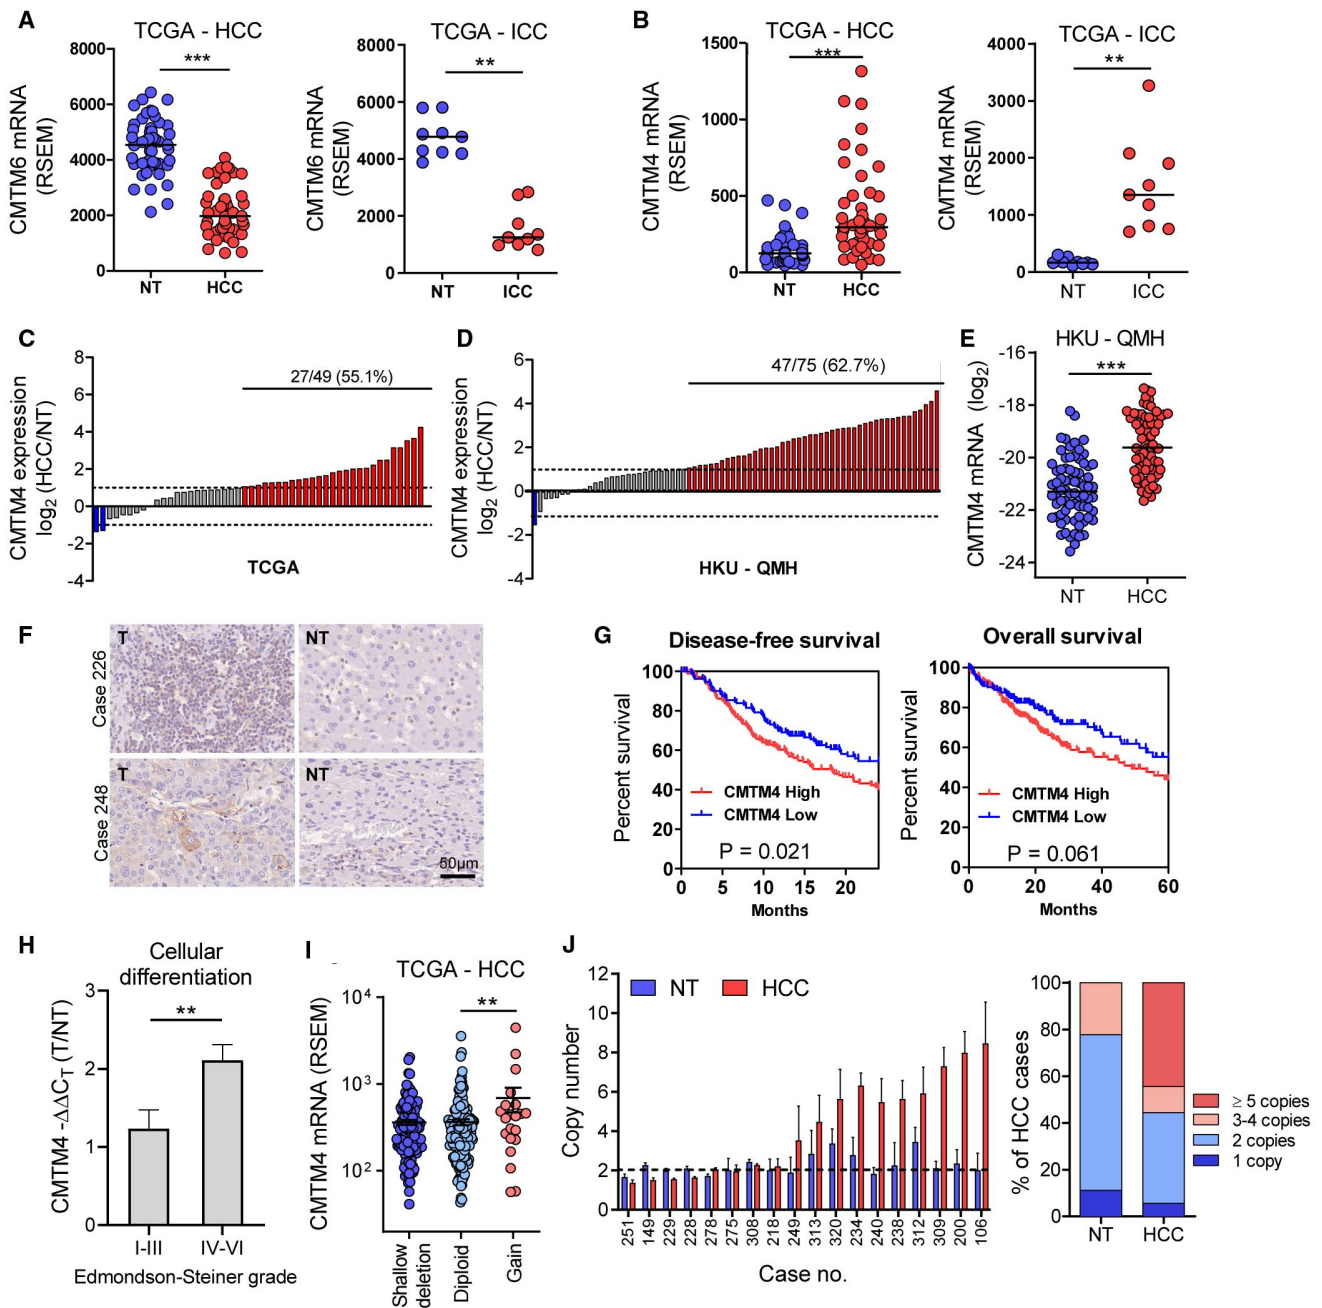 A
TCGA - HCC
CMTM6 mRNA
(RSEM)
8000
6000
4000
2000
0
***
NT
HCC
TCGA - ICC
CMTM6 mRNA
(RSEM)
8000
6000
4000
2000
0
**
NT
ICC
B
TCGA - HCC
CMTM4 mRNA
(RSEM)
1500
1000
500
0
***
NT
HCC
TCGA - ICC
CMTM4 mRNA
(RSEM)
4000
3000
2000
1000
0
**
NT
ICC
C
CMTM4 expression
log2 (HCC/NT)
8
6
4
2
0
-2
-4
27/49 (55.1%)
TCGA
D
CMTM4 expression
log2 (HCC/NT)
6
4
2
0
-2
-4
47/75 (62.7%)
HKU - QMH
E
HKU - QMH
CMTM4 mRNA (log2)
-16
-18
-20
-22
-24
***
NT
HCC
F
Case 226
T
NT
Case 248
T
NT
50µm
G
Disease-free survival
Percent survival
100
80
60
40
20
0
CMTM4 High
CMTM4 Low
P = 0.021
0 5 10 15 20
Months
Overall survival
Percent survival
100
80
60
40
20
0
CMTM4 High
CMTM4 Low
P = 0.061
0 20 40 60
Months
H
Cellular
differentiation
CMTM4 -ΔΔCT (T/NT)
3
2
1
0
**
I-III
IV-VI
Edmondson-Steiner grade
I
TCGA - HCC
CMTM4 mRNA (RSEM)
10^4
10^3
10^2
**
Shallow
deletion
Diploid
Gain
J
Copy number
12
10
8
6
4
2
0
NT
HCC
251 149 229 228 278 275 308 218 249 313 320 234 240 238 312 309 200 106
Case no.
% of HCC cases
100
80
60
40
20
0
NT
HCC
≥ 5 copies
3-4 copies
2 copies
1 copy